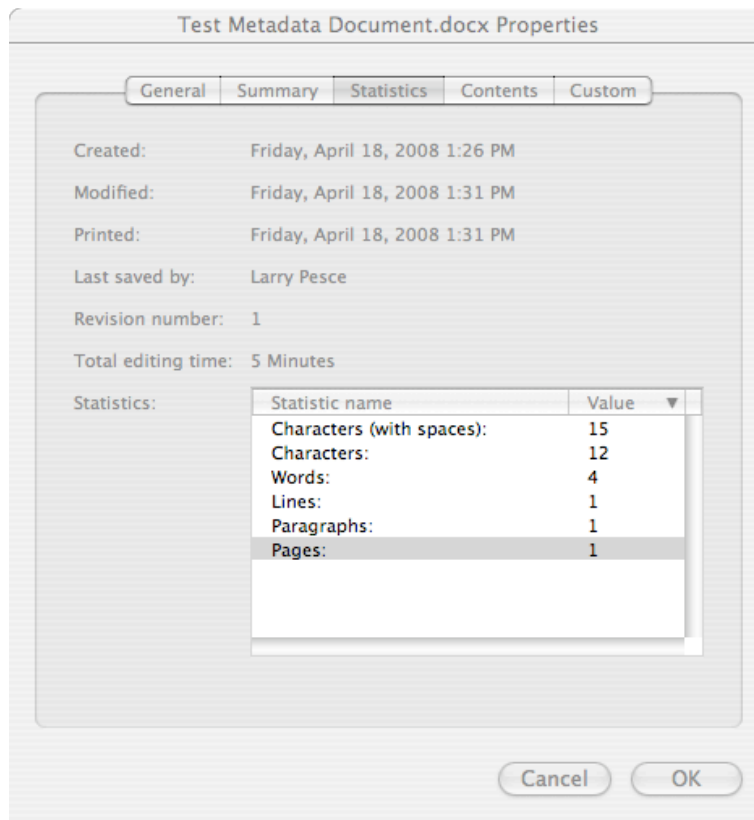 Test Metadata Document.docx Properties
General Summary Statistics Contents Custom
Created: Friday, April 18, 2008 1:26 PM
Modified: Friday, April 18, 2008 1:31 PM
Printed: Friday, April 18, 2008 1:31 PM
Last saved by: Larry Pesce
Revision number: 1
Total editing time: 5 Minutes
Statistics: Statistic name Value ▼
Characters (with spaces): 15
Characters: 12
Words: 4
Lines: 1
Paragraphs: 1
Pages: 1
Cancel OK